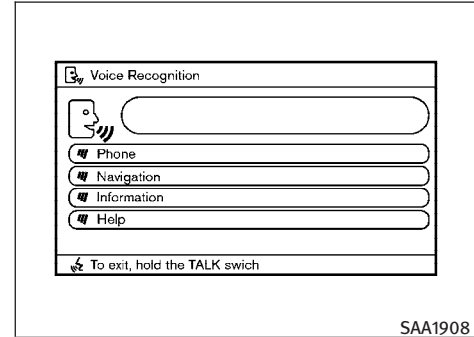 Voice Recognition
Phone
Navigation
Information
Help
To exit, hold the TALK swich
SAA1908